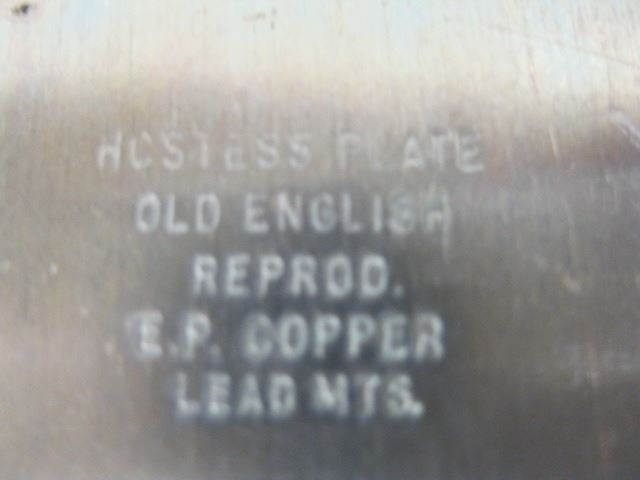 HOSTESS PLATE
OLD ENGLISH
REPROD.
E.P. COPPER
LEAD MTS.